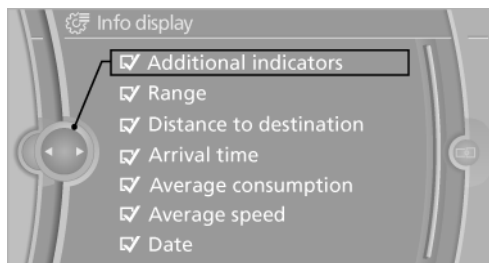 Info display
Additional indicators
Range
Distance to destination
Arrival time
Average consumption
Average speed
Date